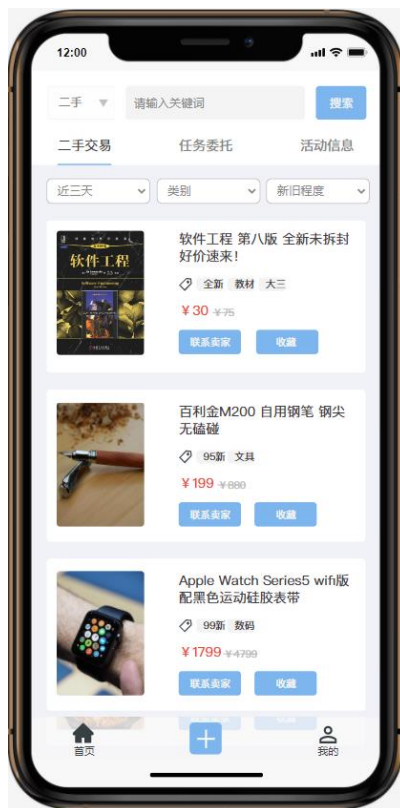 12:00
二手 请输入关键词 搜索
二手交易 任务委托 活动信息
近三天 类别 新旧程度
软件工程 第八版 全新未拆封
好价速来！
软件工程
全新 教材 大三
￥30 ￥75
联系卖家 收藏
百利金M200 自用钢笔 钢尖
无磕碰
95新 文具
￥199 ￥880
联系卖家 收藏
Apple Watch Series5 wifi版
配黑色运动硅胶表带
99新 数码
￥1799 ￥4799
联系卖家 收藏
首页 我的